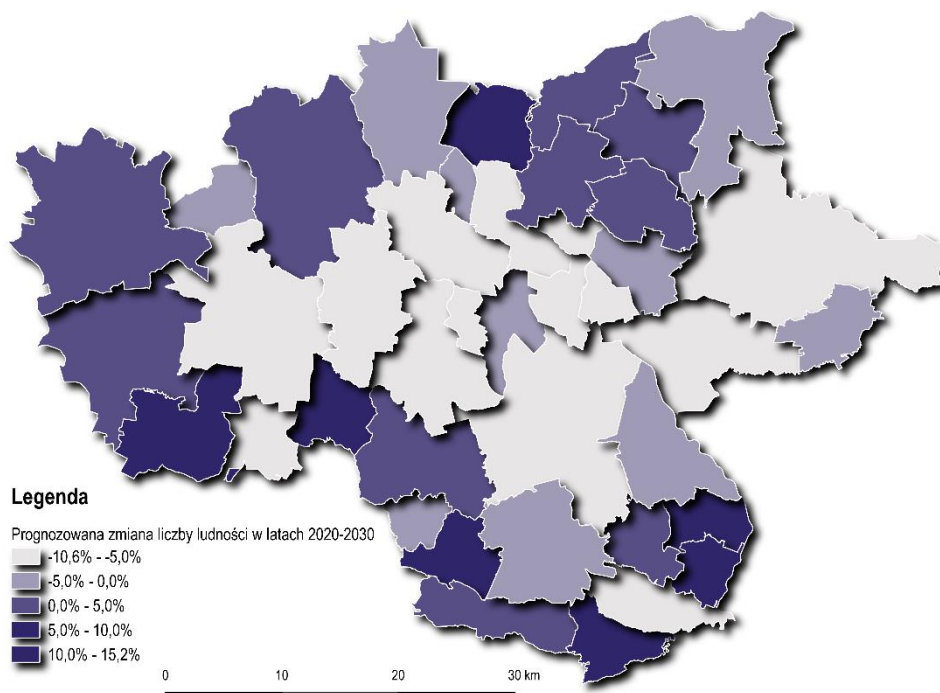 Legenda
Prognozowana zmiana liczby ludności w latach 2020-2030
-10,6% - -5,0%
-5,0% - 0,0%
0,0% - 5,0%
5,0% - 10,0%
10,0% - 15,2%
0 10 20 30 km